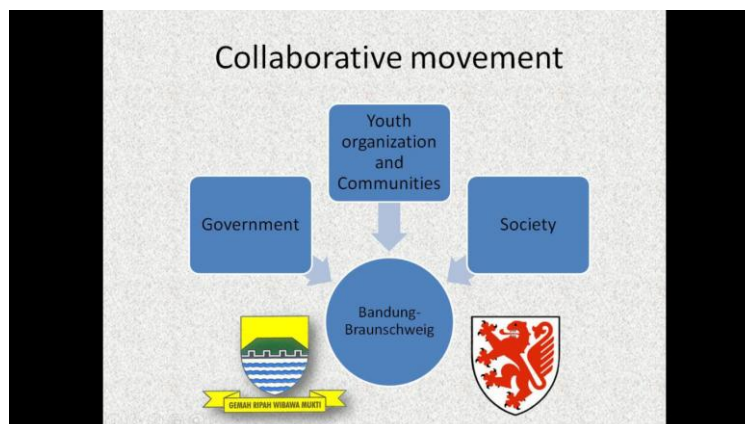 Collaborative movement
Youth
organization
and
Communities
Government
Society
Bandung-
Braunschweig
GEMAH RIPAH WIBAWA MUKTI